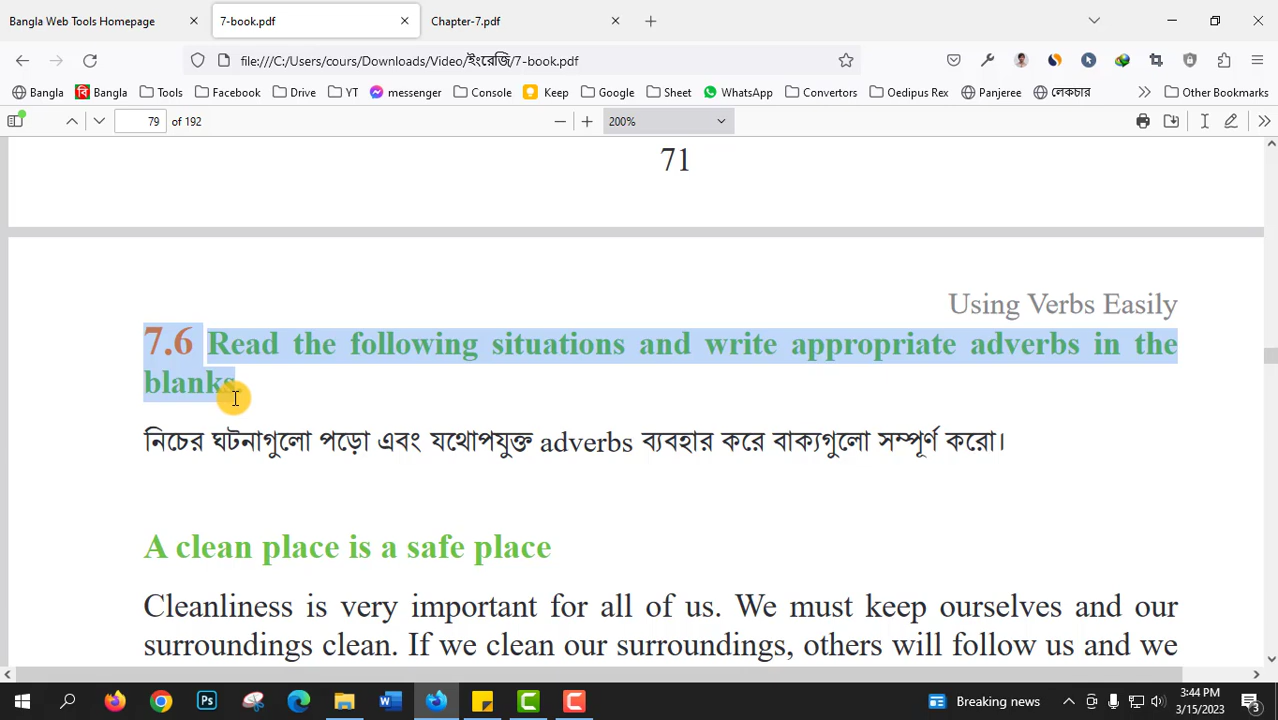 Bangla Web Tools Homepage
7-book.pdf
Chapter-7.pdf
file:///C:/Users/cours/Downloads/Video/ইংরেজি/7-book.pdf
Bangla
বি Bangla
Tools
Facebook
Drive
YT
messenger
Console
Keep
Google
Sheet
WhatsApp
Convertors
Oedipus Rex
Panjeree
লেকচার
Other Bookmarks
79 of 192
200%
71
Using Verbs Easily
7.6 Read the following situations and write appropriate adverbs in the
blanks
নিচের ঘটনাগুলো পড়ো এবং যথোপযুক্ত adverbs ব্যবহার করে বাক্যগুলো সম্পূর্ণ করো।
A clean place is a safe place
Cleanliness is very important for all of us. We must keep ourselves and our
surroundings clean. If we clean our surroundings, others will follow us and we
Ps
W
C
C
Breaking news
3:44 PM
3/15/2023
3